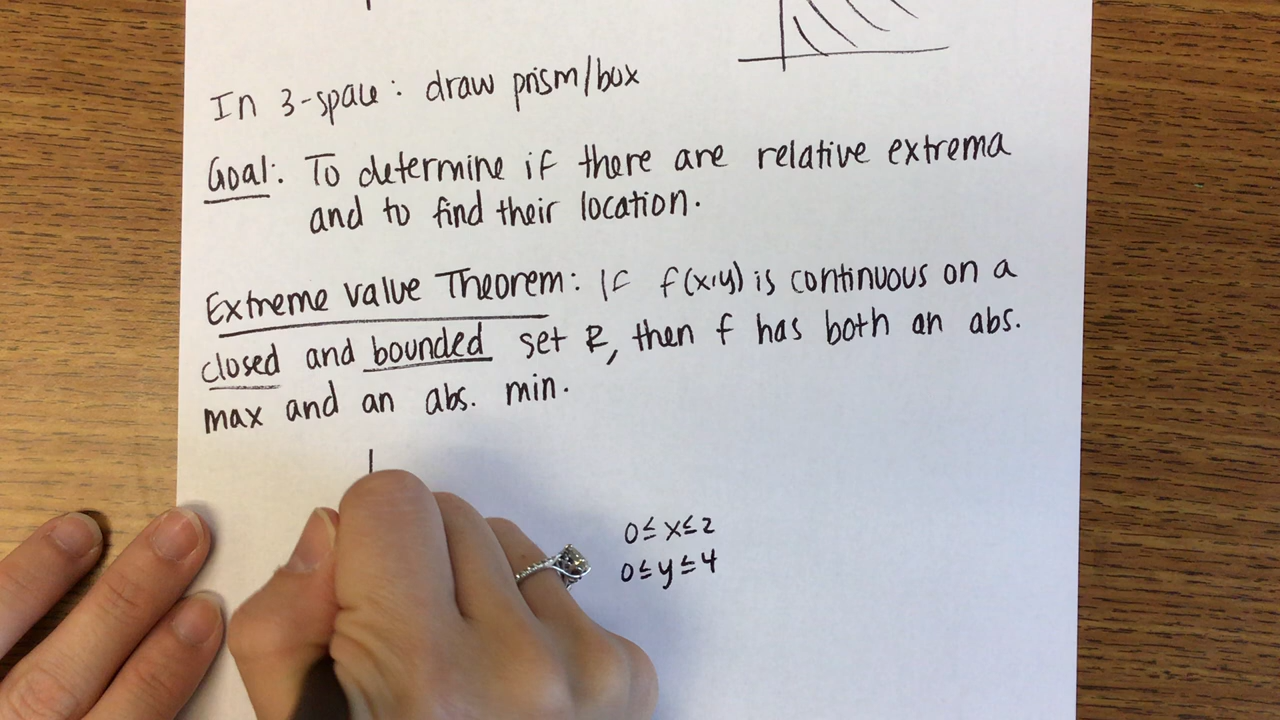 In 3-space: draw prism/box
Goal: To determine if there are relative extrema
and to find their location.
Extreme value Theorem: If f(x,y) is continuous on a
closed and bounded set R, then f has both an abs.
max and an abs. min.
0≤x≤2
0≤y≤4